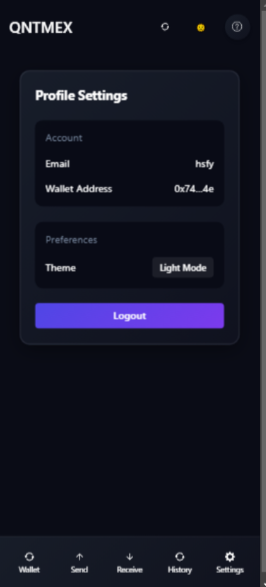 QNTMEX
Profile Settings
Account
Email hsfy
Wallet Address 0x74...4e
Preferences
Theme Light Mode
Logout
Wallet Send Receive History Settings